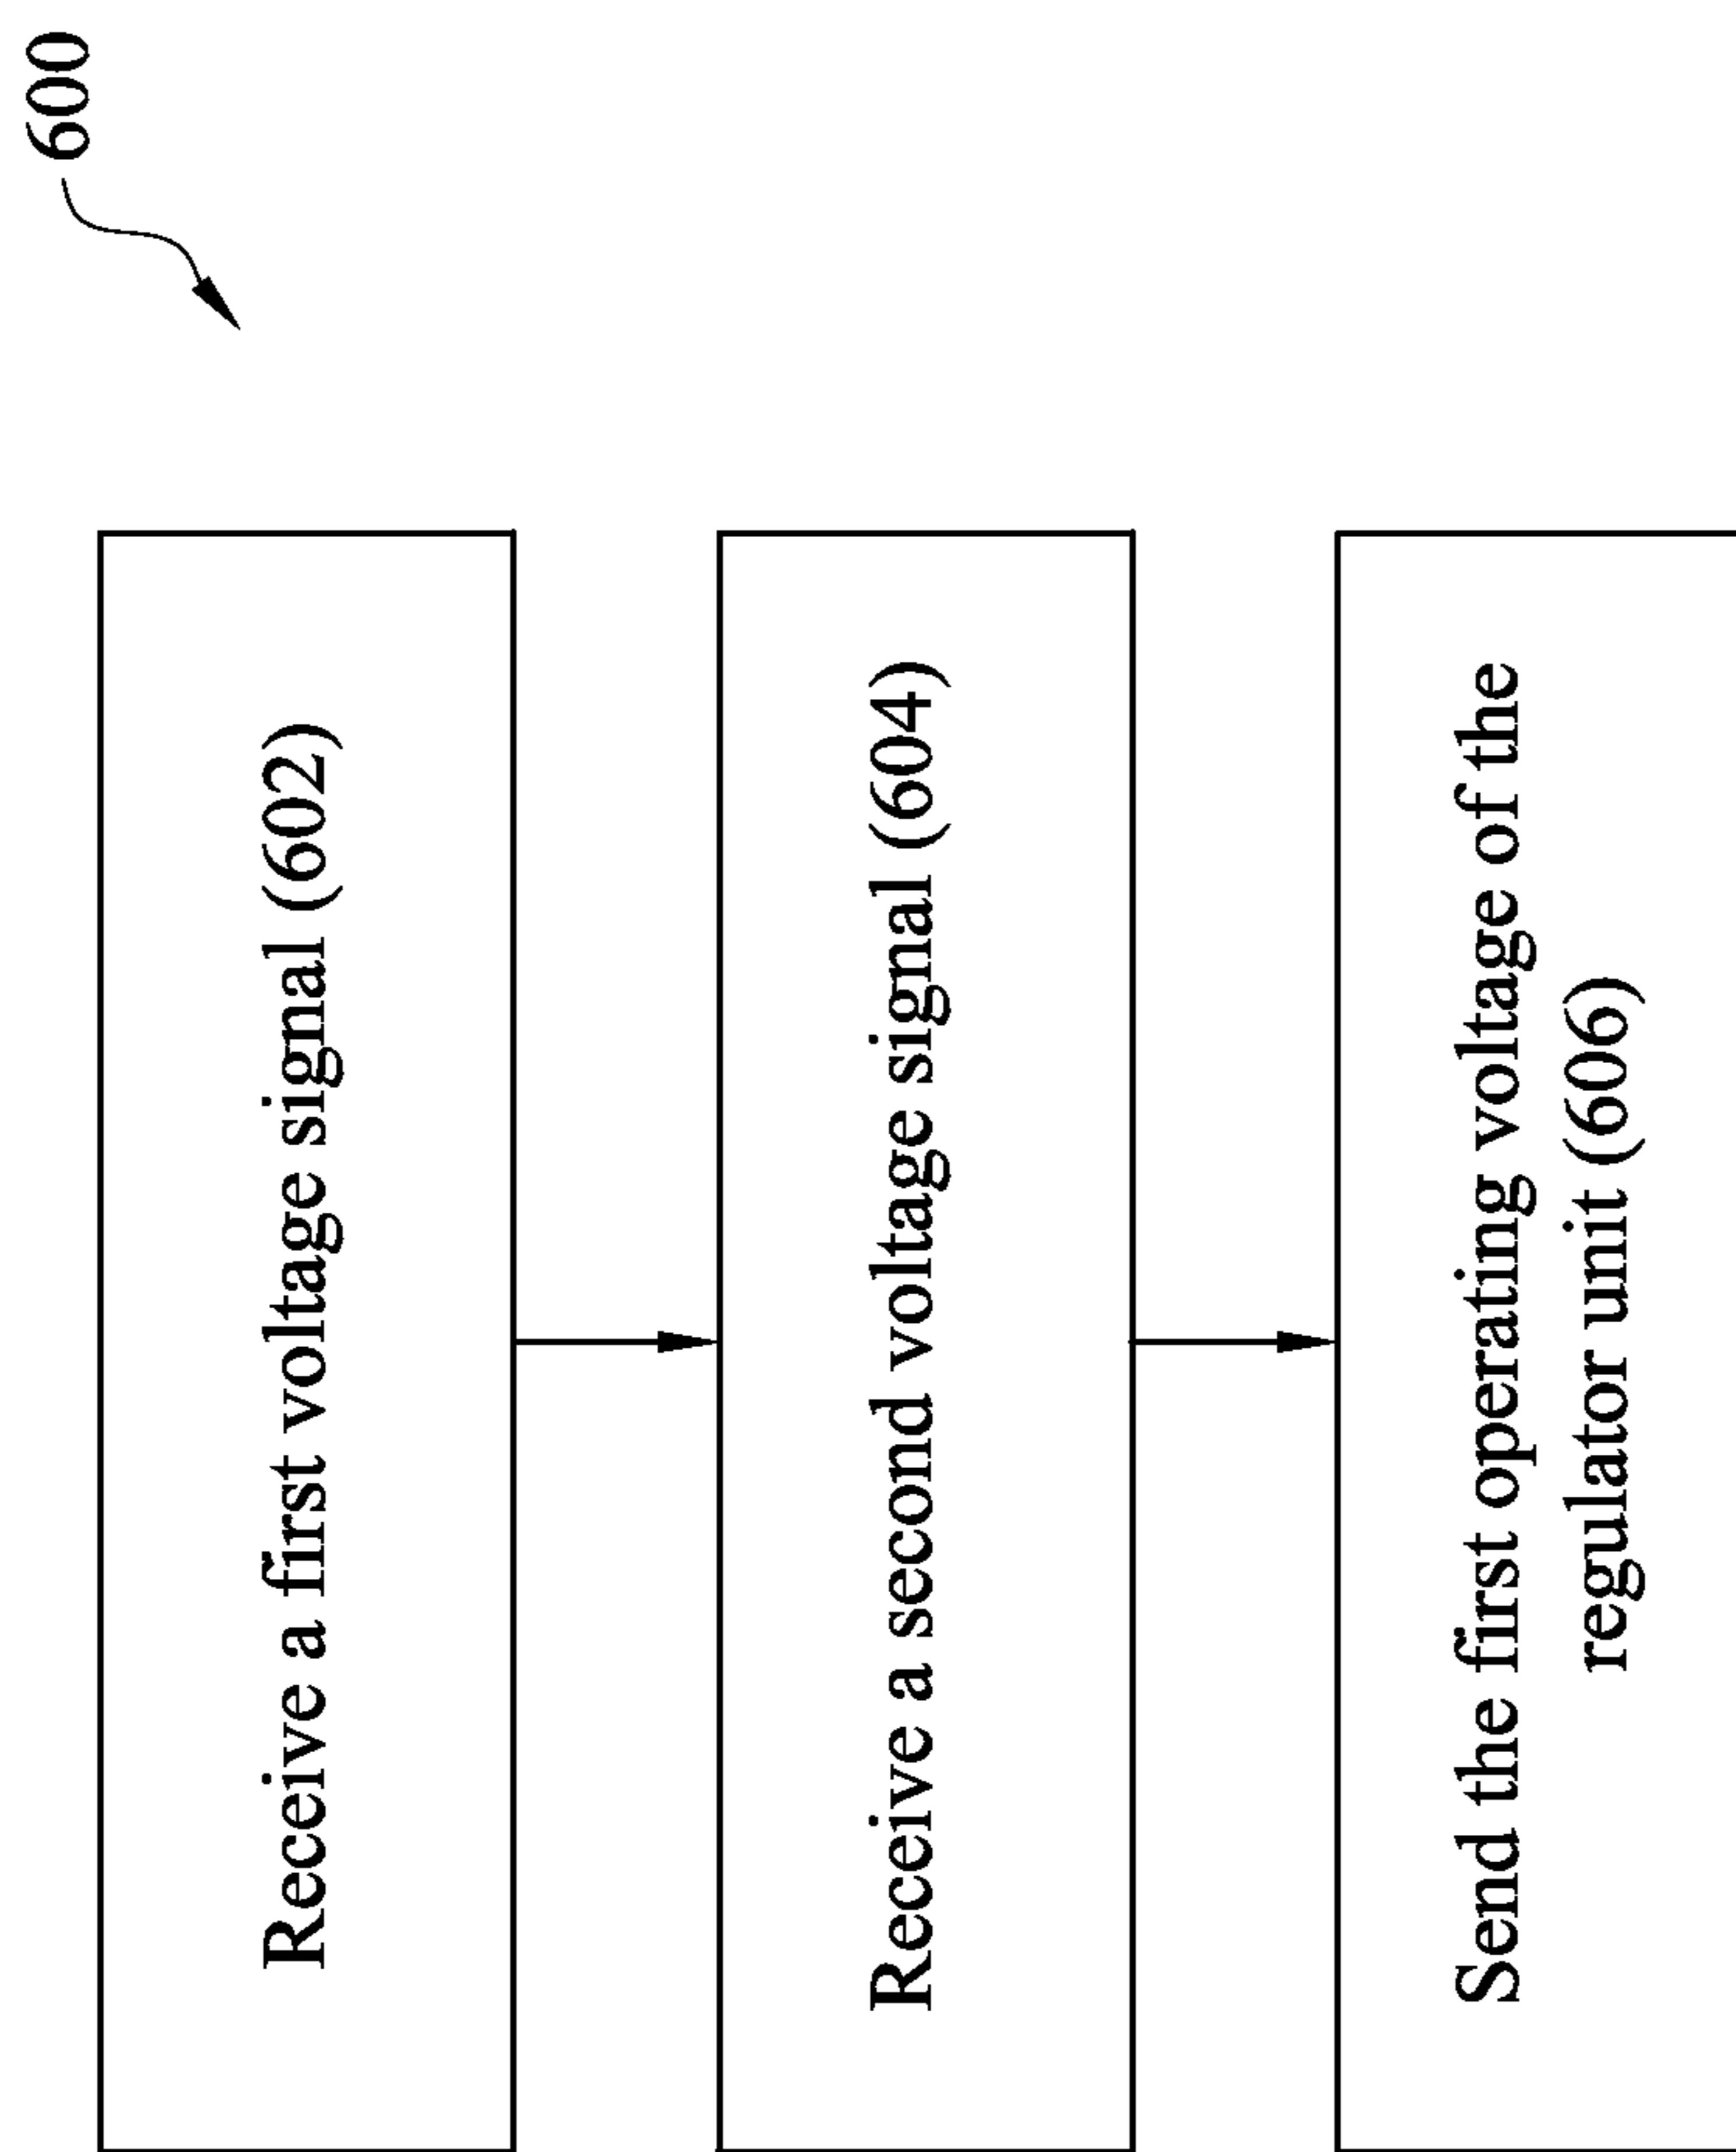 600
Receive a first voltage signal (602)
Receive a second voltage signal (604)
Send the first operating voltage of the
regulator unit (606)